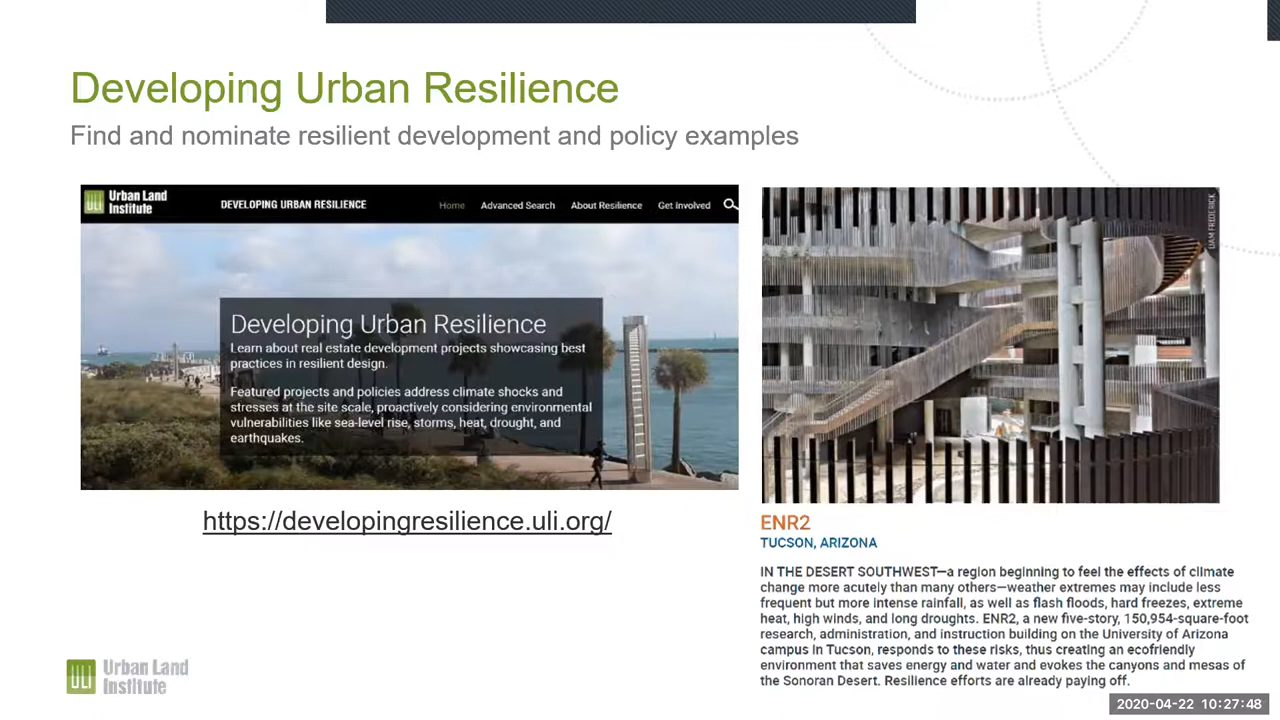 Developing Urban Resilience
Find and nominate resilient development and policy examples
ULI Urban Land
Institute
DEVELOPING URBAN RESILIENCE
Home Advanced Search About Resilience Get Involved
Developing Urban Resilience
Learn about real estate development projects showcasing best
practices in resilient design.
Featured projects and policies address climate shocks and
stresses at the site scale, proactively considering environmental
vulnerabilities like sea-level rise, storms, heat, drought, and
earthquakes.
https://developingresilience.uli.org/
FREDERICK
ENR2
TUCSON, ARIZONA
IN THE DESERT SOUTHWEST—a region beginning to feel the effects of climate
change more acutely than many others—weather extremes may include less
frequent but more intense rainfall, as well as flash floods, hard freezes, extreme
heat, high winds, and long droughts. ENR2, a new five-story, 150,954-square-foot
research, administration, and instruction building on the University of Arizona
campus in Tucson, responds to these risks, thus creating an ecofriendly
environment that saves energy and water and evokes the canyons and mesas of
the Sonoran Desert. Resilience efforts are already paying off.
ULI Urban Land
Institute
2020-04-22 10:27:48